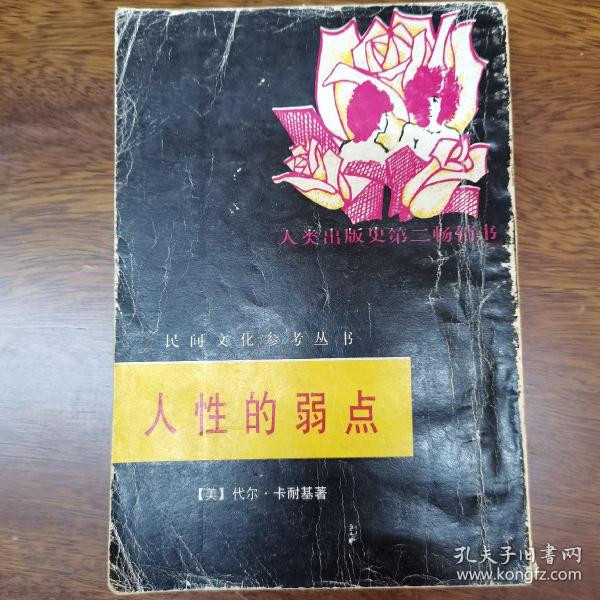 人类出版史第二畅销书
民间文化参考丛书
人性的弱点
【美】代尔·卡耐基著
孔夫子旧書网
www.kongfz.com